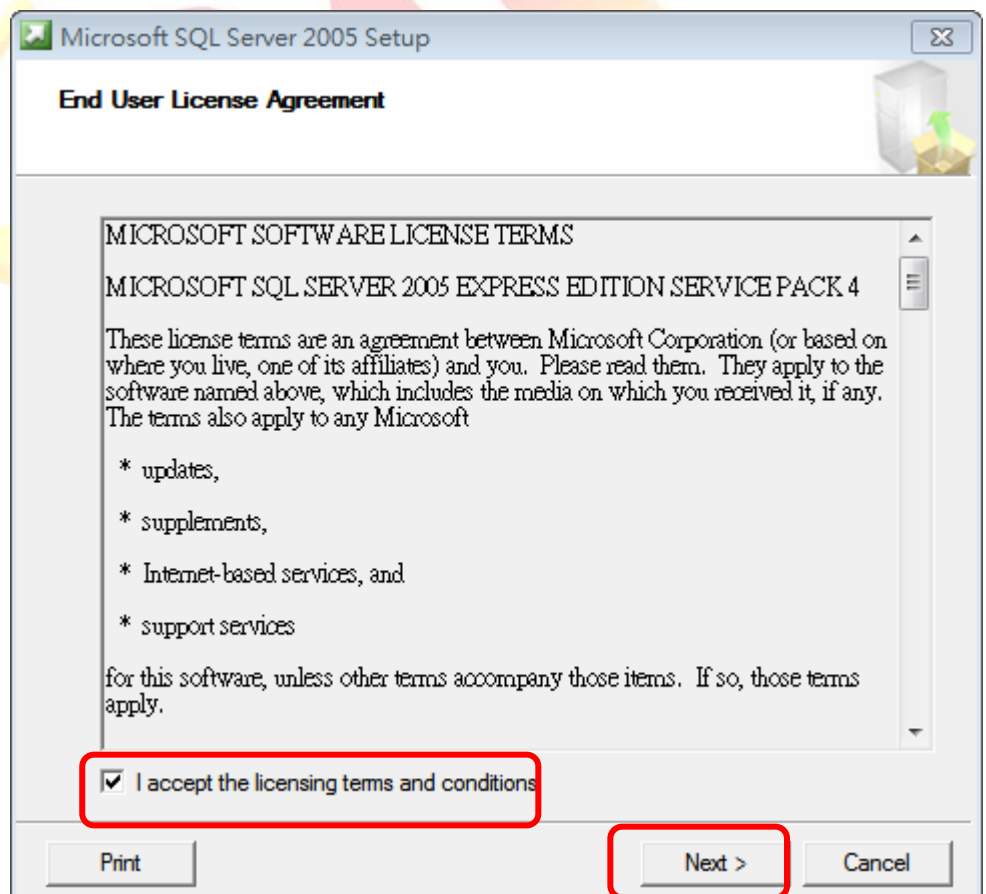 Microsoft SQL Server 2005 Setup
End User License Agreement
MICROSOFT SOFTWARE LICENSE TERMS
MICROSOFT SQL SERVER 2005 EXPRESS EDITION SERVICE PACK 4
These license terms are an agreement between Microsoft Corporation (or based on
where you live, one of its affiliates) and you.  Please read them.  They apply to the
software named above, which includes the media on which you received it, if any.
The terms also apply to any Microsoft
* updates,
* supplements,
* Internet-based services, and
* support services
for this software, unless other terms accompany those items.  If so, those terms
apply.
I accept the licensing terms and conditions
Print
Next >
Cancel